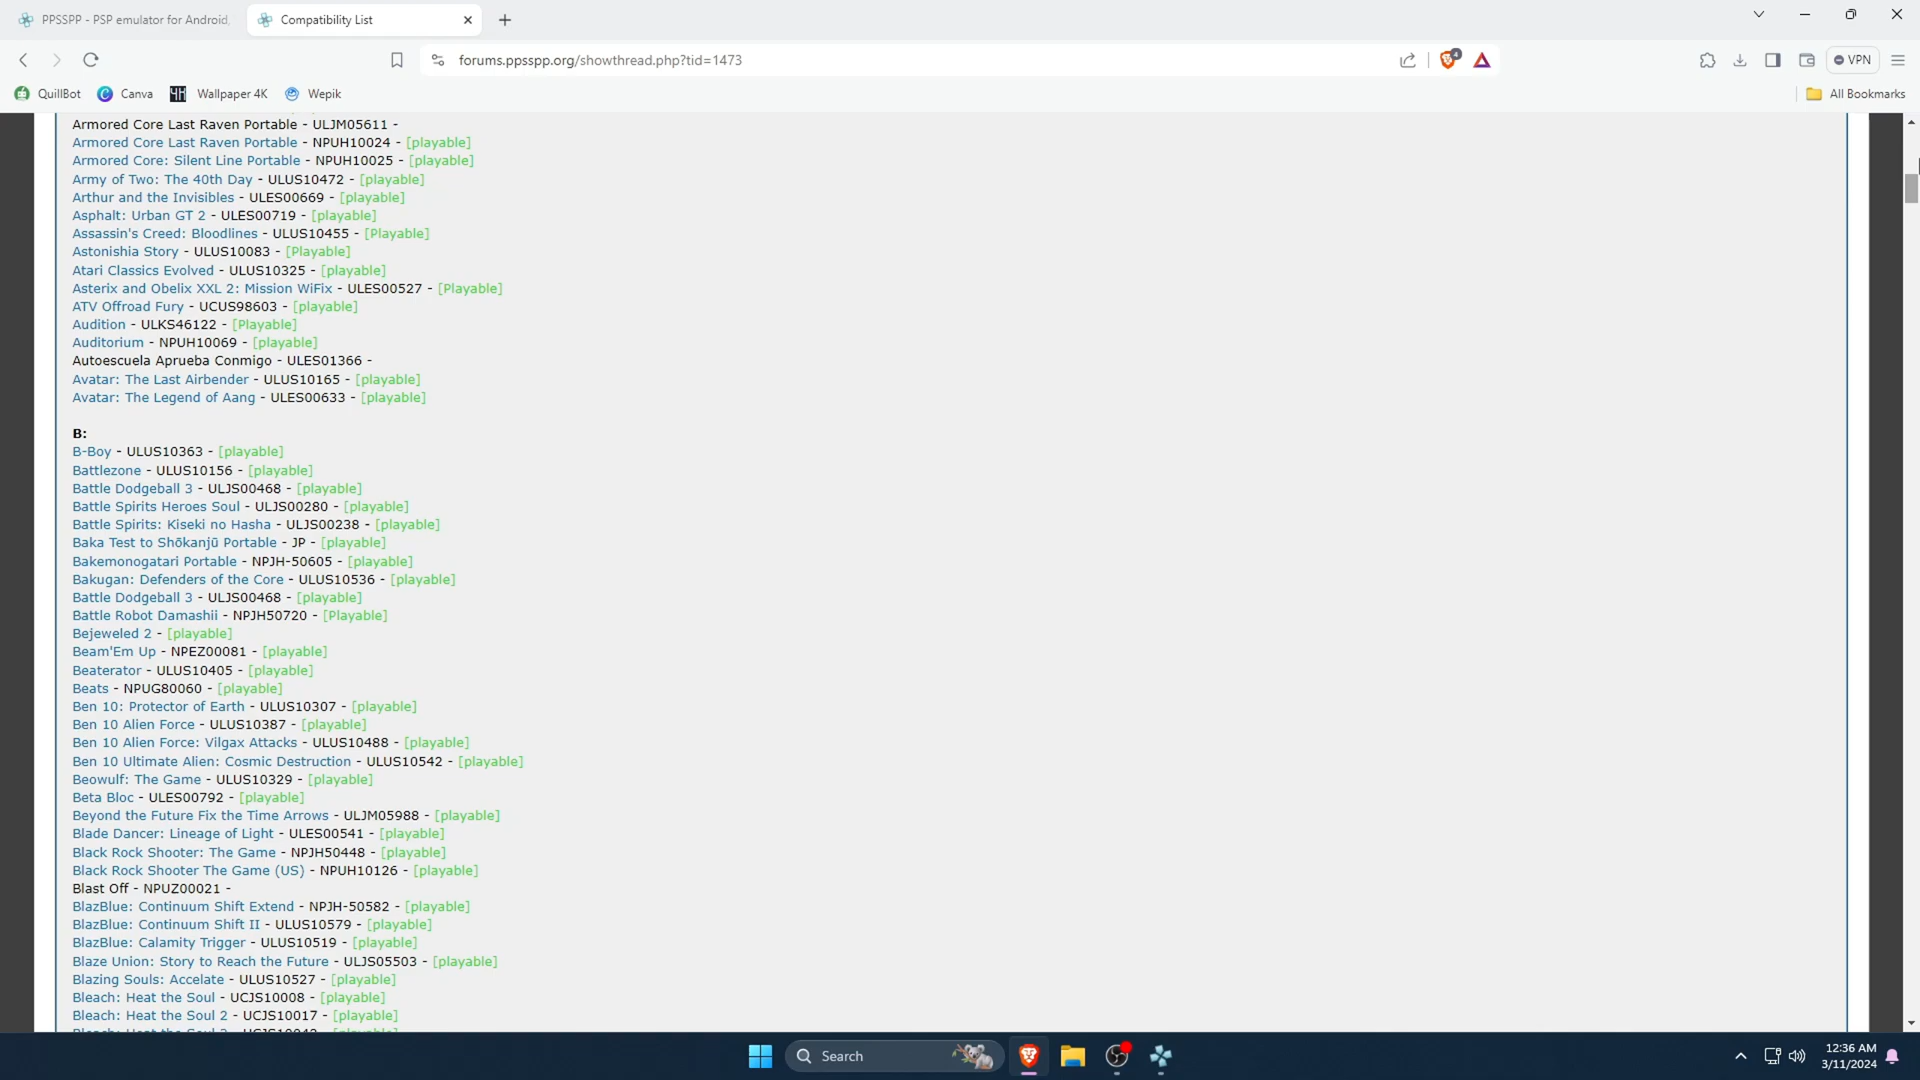 PPSSPP - PSP emulator for Android,
Compatibility List
forums.ppsspp.org/showthread.php?tid=1473
4
VPN
QuillBot
Canva
Wallpaper 4K
Wepik
All Bookmarks
Armored Core Last Raven Portable - ULJM05611 -
Armored Core Last Raven Portable - NPUH10024 - [playable]
Armored Core: Silent Line Portable - NPUH10025 - [playable]
Army of Two: The 40th Day - ULUS10472 - [playable]
Arthur and the Invisibles - ULES00669 - [playable]
Asphalt: Urban GT 2 - ULES00719 - [playable]
Assassin's Creed: Bloodlines - ULUS10455 - [Playable]
Astonishia Story - ULUS10083 - [Playable]
Atari Classics Evolved - ULUS10325 - [playable]
Asterix and Obelix XXL 2: Mission WiFix - ULES00527 - [Playable]
ATV Offroad Fury - UCUS98603 - [playable]
Audition - ULKS46122 - [Playable]
Auditorium - NPUH10069 - [playable]
Autoescuela Aprueba Conmigo - ULES01366 -
Avatar: The Last Airbender - ULUS10165 - [playable]
Avatar: The Legend of Aang - ULES00633 - [playable]
B:
B-Boy - ULUS10363 - [playable]
Battlezone - ULUS10156 - [playable]
Battle Dodgeball 3 - ULJS00468 - [playable]
Battle Spirits Heroes Soul - ULJS00280 - [playable]
Battle Spirits: Kiseki no Hasha - ULJS00238 - [playable]
Baka Test to Shōkanjū Portable - JP - [playable]
Bakemonogatari Portable - NPJH-50605 - [playable]
Bakugan: Defenders of the Core - ULUS10536 - [playable]
Battle Dodgeball 3 - ULJS00468 - [playable]
Battle Robot Damashii - NPJH50720 - [Playable]
Bejeweled 2 - [playable]
Beam'Em Up - NPEZ00081 - [playable]
Beaterator - ULUS10405 - [playable]
Beats - NPUG80060 - [playable]
Ben 10: Protector of Earth - ULUS10307 - [playable]
Ben 10 Alien Force - ULUS10387 - [playable]
Ben 10 Alien Force: Vilgax Attacks - ULUS10488 - [playable]
Ben 10 Ultimate Alien: Cosmic Destruction - ULUS10542 - [playable]
Beowulf: The Game - ULUS10329 - [playable]
Beta Bloc - ULES00792 - [playable]
Beyond the Future Fix the Time Arrows - ULJM05988 - [playable]
Blade Dancer: Lineage of Light - ULES00541 - [playable]
Black Rock Shooter: The Game - NPJH50448 - [playable]
Black Rock Shooter The Game (US) - NPUH10126 - [playable]
Blast Off - NPUZ00021 -
BlazBlue: Continuum Shift Extend - NPJH-50582 - [playable]
BlazBlue: Continuum Shift II - ULUS10579 - [playable]
BlazBlue: Calamity Trigger - ULUS10519 - [playable]
Blaze Union: Story to Reach the Future - ULJS05503 - [playable]
Blazing Souls: Accelate - ULUS10527 - [playable]
Bleach: Heat the Soul - UCJS10008 - [playable]
Bleach: Heat the Soul 2 - UCJS10017 - [playable]
Search
12:36 AM
3/11/2024